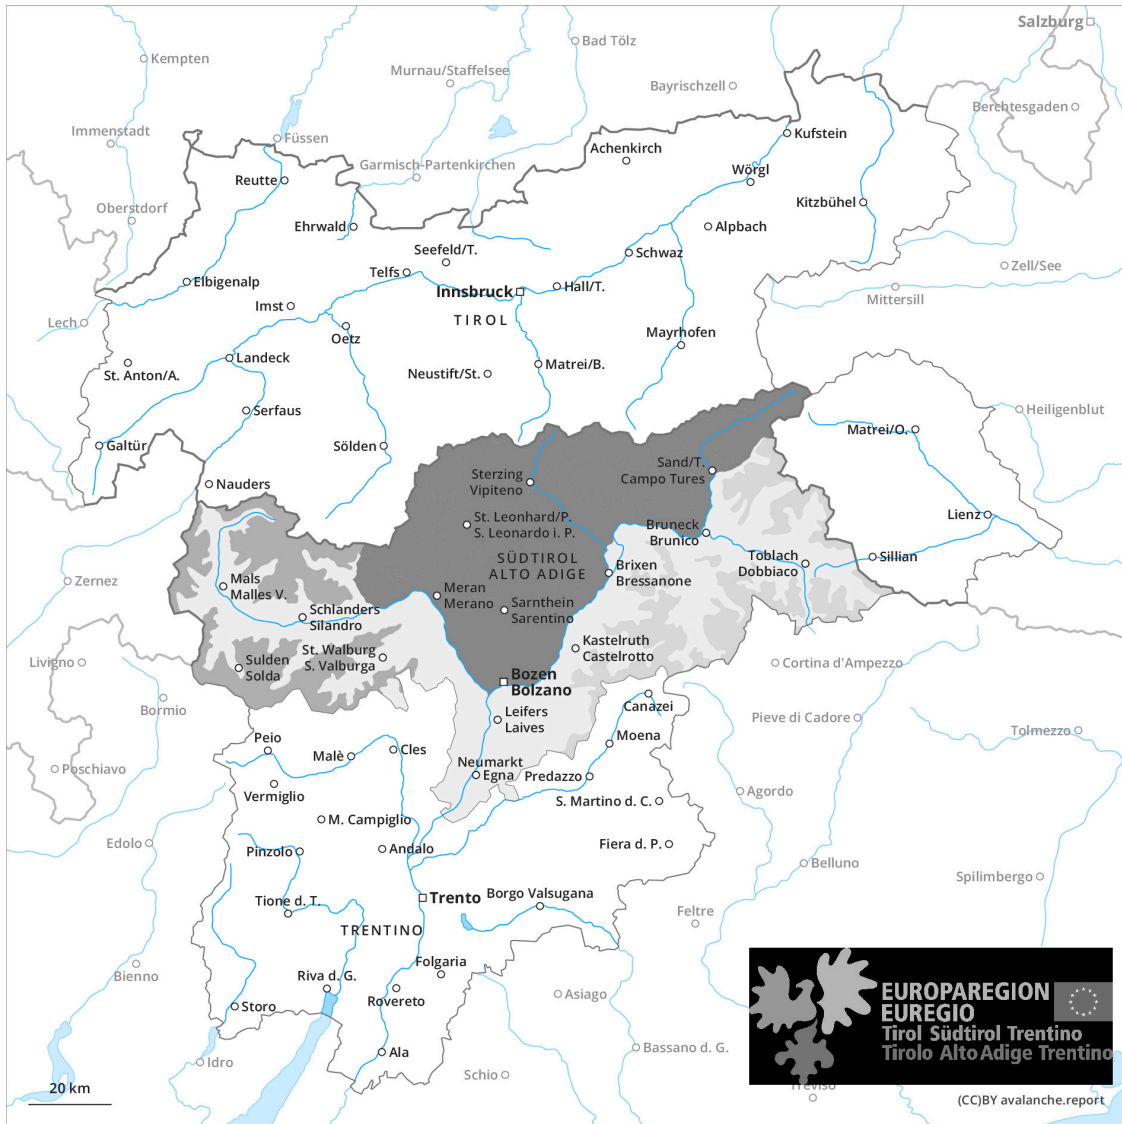 Salzburg
Bad Tölz
Kempten
Murnau/Staffelsee
Bayrischzell
Berchtesgaden
Immenstadt
Füssen
Kufstein
Achenkirch
Garmisch-Partenkirchen
Wörgl
Reutte
Oberstdorf
Kitzbühel
Ehrwald
Alpbach
Seefeld/T.
Schwaz
Zell/See
Telfs
Elbigenalp
Hall/T.
Innsbruck
Mittersill
Imst
TIROL
Lech
Oetz
Mayrhofen
Landeck
Matrei/B.
St. Anton/A.
Neustift/St.
Serfaus
Heiligenblut
Matrei/O.
Galtür
Sölden
Sterzing
Vipiteno
Sand/T.
Campo Tures
Nauders
St. Leonhard/P.
S. Leonardo i. P.
Lienz
Bruneck
Brunico
SÜDTIROL
ALTO ADIGE
Toblach
Dobbiaco
Sillian
Brixen
Bressanone
Zernez
Mals
Malles V.
Meran
Merano
Sarnthein
Sarentino
Schlanders
Silandro
Kastelruth
Castelrotto
St. Walburg
S. Valburga
Livigno
Sulden
Solda
Cortina d'Ampezzo
Bozen
Bolzano
Bormio
Canazei
Leifers
Laives
Pieve di Cadore
Tolmezzo
Peio
Moena
Malè
Cles
Neumarkt
Egna
Poschiavo
Predazzo
Vermiglio
Agordo
S. Martino d. C.
M. Campiglio
Edolo
Pinzolo
Andalo
Fiera d. P.
Belluno
Spilimbergo
Trento
Borgo Valsugana
Tione d. T.
Feltre
TRENTINO
Folgaria
Bienno
Riva d. G.
Rovereto
Asiago
Storo
EUROPAREGION
EUREGIO
Tirol Südtirol Trentino
Tirolo Alto Adige Trentino
Ala
Idro
Bassano d. G.
Schio
Treviso
20 km
(CC)BY avalanche.report